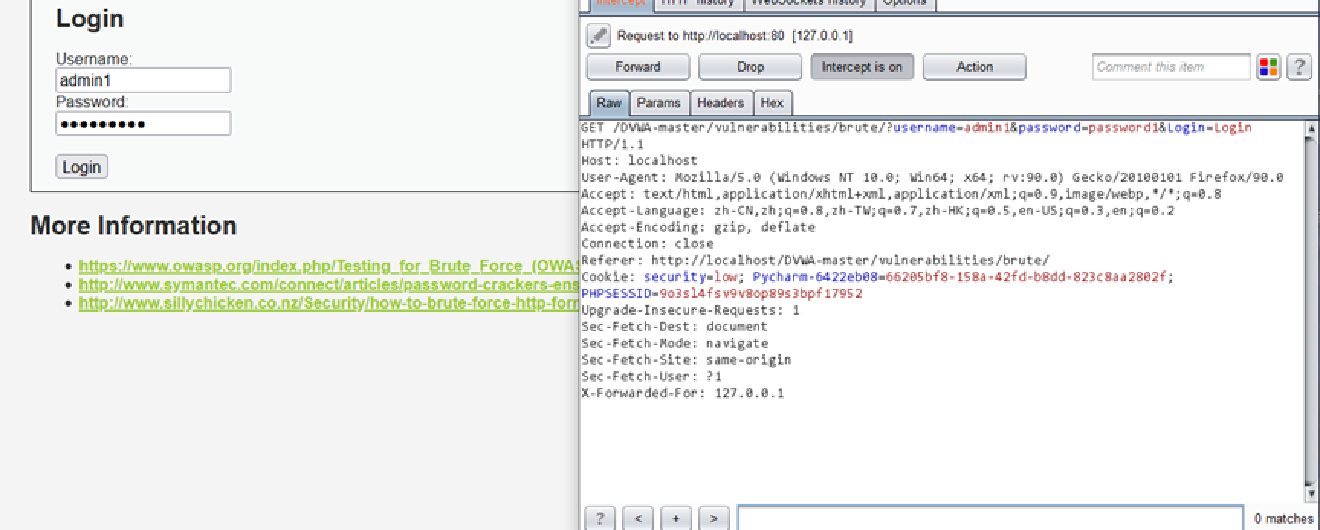 Login
Username:
admin1
Password:
Login
More Information
https://www.owasp.org/index.php/Testing_for_Brute_Force_(OWAS
http://www.symantec.com/connect/articles/password-crackers-ens
http://www.sillychicken.co.nz/Security/how-to-brute-force-http-form
Intercept HTTP history WebSockets history Options
Request to http://localhost:80 [127.0.0.1]
Forward Drop Intercept is on Action Comment this item ?
Raw Params Headers Hex
GET /DVWA-master/vulnerabilities/brute/?username=admin1&password=password1&Login=Login
HTTP/1.1
Host: localhost
User-Agent: Mozilla/5.0 (Windows NT 10.0; Win64; x64; rv:90.0) Gecko/20100101 Firefox/90.0
Accept: text/html,application/xhtml+xml,application/xml;q=0.9,image/webp,*/*;q=0.8
Accept-Language: zh-CN,zh;q=0.8,zh-TW;q=0.7,zh-HK;q=0.5,en-US;q=0.3,en;q=0.2
Accept-Encoding: gzip, deflate
Connection: close
Referer: http://localhost/DVWA-master/vulnerabilities/brute/
Cookie: security=low; Pycharm-6422eb08=66205bf8-158a-42fd-b8dd-823c8aa2802f;
PHPSESSID=9o3sl4fsv9v8op89s3bpf17952
Upgrade-Insecure-Requests: 1
Sec-Fetch-Dest: document
Sec-Fetch-Mode: navigate
Sec-Fetch-Site: same-origin
Sec-Fetch-User: ?1
X-Forwarded-For: 127.0.0.1
? < + > 0 matches